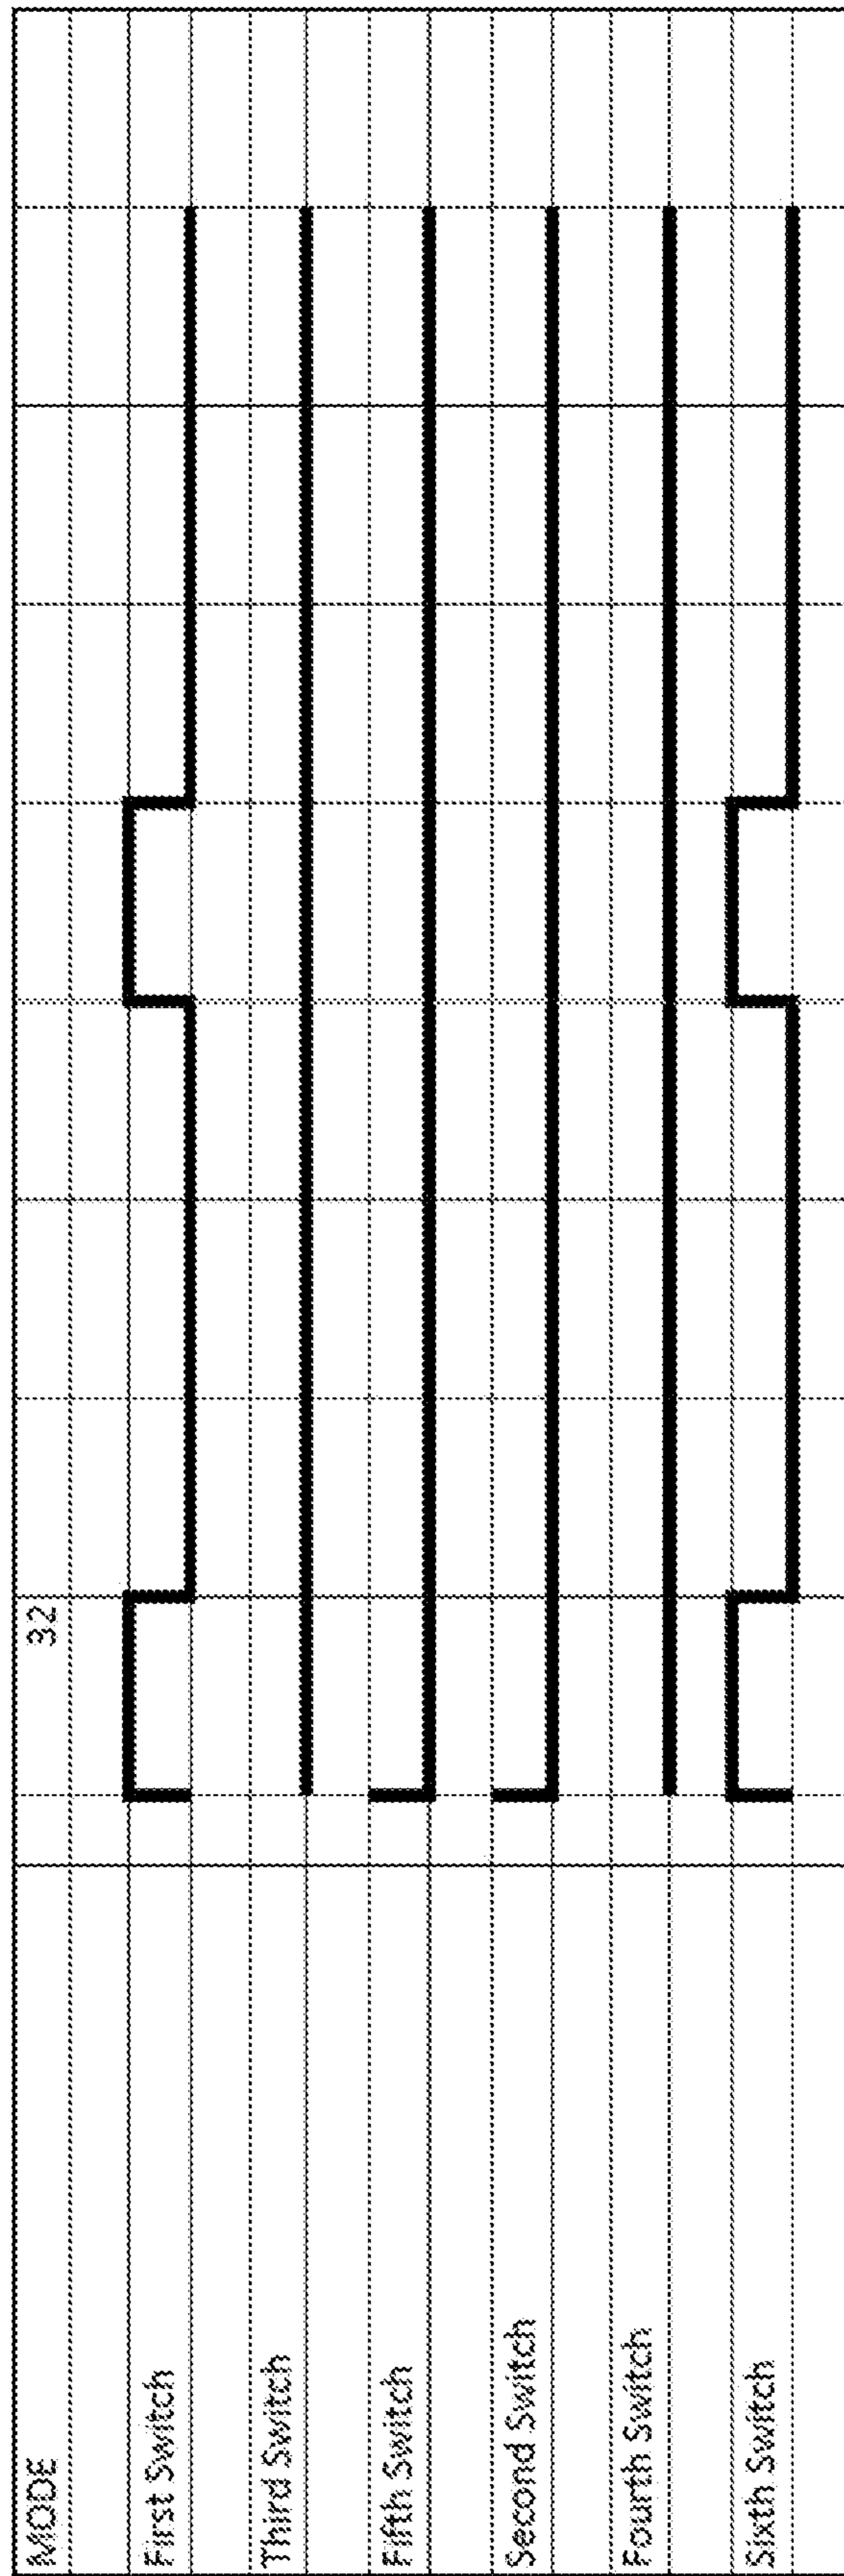 MODE 32
First Switch
Third Switch
Fifth Switch
Second Switch
Fourth Switch
Sixth Switch